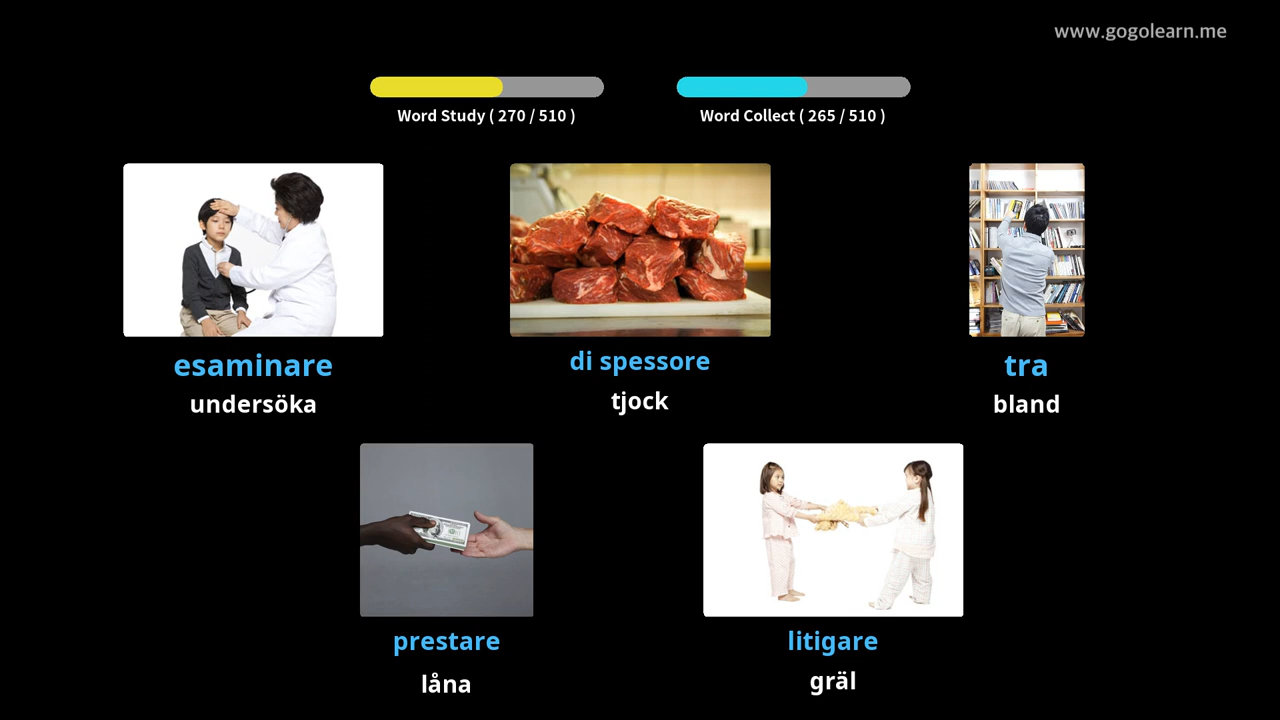 www.gogolearn.me
Word Study ( 270 / 510 )
Word Collect ( 265 / 510 )
esaminare
undersöka
di spessore
tjock
tra
bland
prestare
låna
litigare
gräl